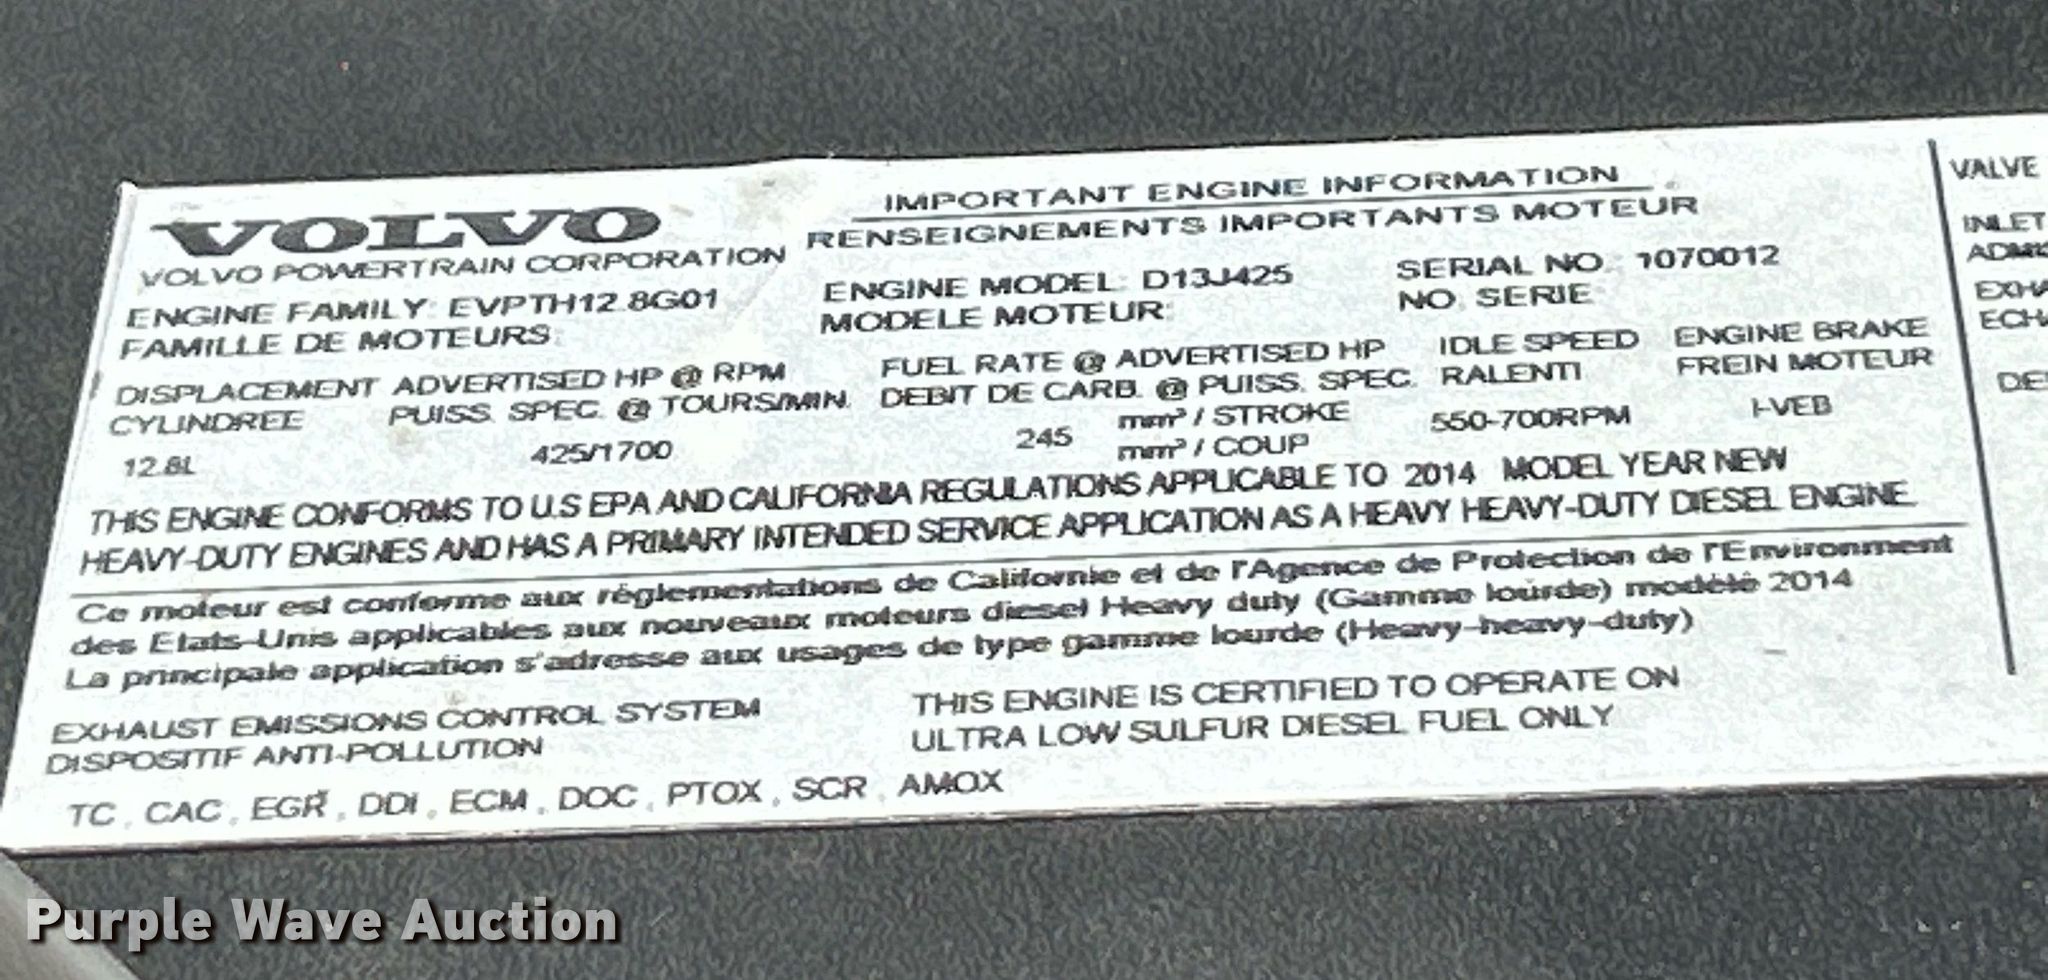 VOLVO
VOLVO POWERTRAIN CORPORATION
IMPORTANT ENGINE INFORMATION
RENSEIGNEMENTS IMPORTANTS MOTEUR
ENGINE FAMILY: EVPTH12.8G01
FAMILLE DE MOTEURS:
ENGINE MODEL: D13J425
MODELE MOTEUR:
SERIAL NO.: 1070012
NO. SERIE:
DISPLACEMENT
CYLINDREE
12.8L
ADVERTISED HP @ RPM
PUISS. SPEC. @ TOURS/MIN.
425/1700
FUEL RATE @ ADVERTISED HP
DEBIT DE CARB. @ PUISS. SPEC.
245 mm³ / STROKE
mm³ / COUP
IDLE SPEED
RALENTI
550-700RPM
ENGINE BRAKE
FREIN MOTEUR
I-VEB
THIS ENGINE CONFORMS TO U.S EPA AND CALIFORNIA REGULATIONS APPLICABLE TO 2014 MODEL YEAR NEW
HEAVY-DUTY ENGINES AND HAS A PRIMARY INTENDED SERVICE APPLICATION AS A HEAVY HEAVY-DUTY DIESEL ENGINE.
Ce moteur est conforme aux réglementations de Californie et de l'Agence de Protection de l'Environment
des Etats-Unis applicables aux nouveaux moteurs diesel Heavy duty (Gamme lourde) modèle 2014
La principale application s'adresse aux usages de type gamme lourde (Heavy-heavy-duty)
EXHAUST EMISSIONS CONTROL SYSTEM
DISPOSITIF ANTI-POLLUTION
THIS ENGINE IS CERTIFIED TO OPERATE ON
ULTRA LOW SULFUR DIESEL FUEL ONLY
TC, CAC, EGR, DDI, ECM, DOC, PTOX, SCR, AMOX
VALVE
INLET
Purple Wave Auction